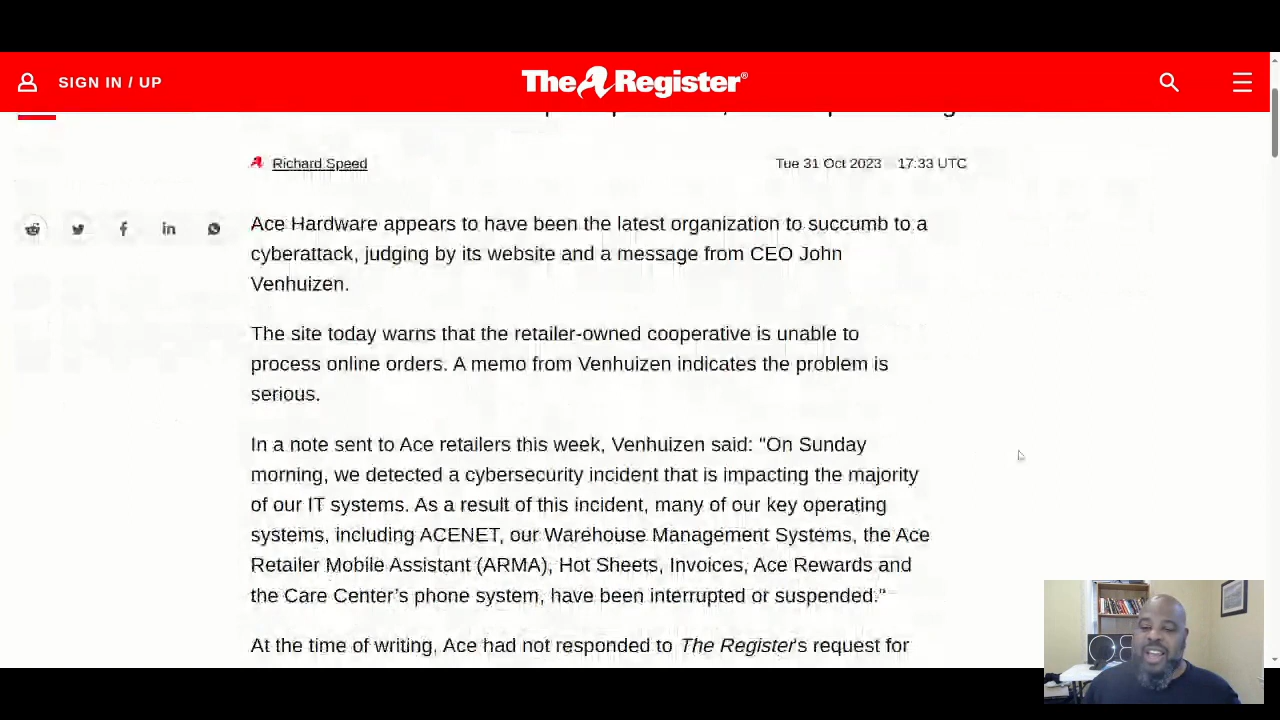 SIGN IN / UP
The Register®
Richard Speed
Tue 31 Oct 2023 17:33 UTC
Ace Hardware appears to have been the latest organization to succumb to a
cyberattack, judging by its website and a message from CEO John
Venhuizen.
The site today warns that the retailer-owned cooperative is unable to
process online orders. A memo from Venhuizen indicates the problem is
serious.
In a note sent to Ace retailers this week, Venhuizen said: "On Sunday
morning, we detected a cybersecurity incident that is impacting the majority
of our IT systems. As a result of this incident, many of our key operating
systems, including ACENET, our Warehouse Management Systems, the Ace
Retailer Mobile Assistant (ARMA), Hot Sheets, Invoices, Ace Rewards and
the Care Center’s phone system, have been interrupted or suspended."
At the time of writing, Ace had not responded to The Register's request for